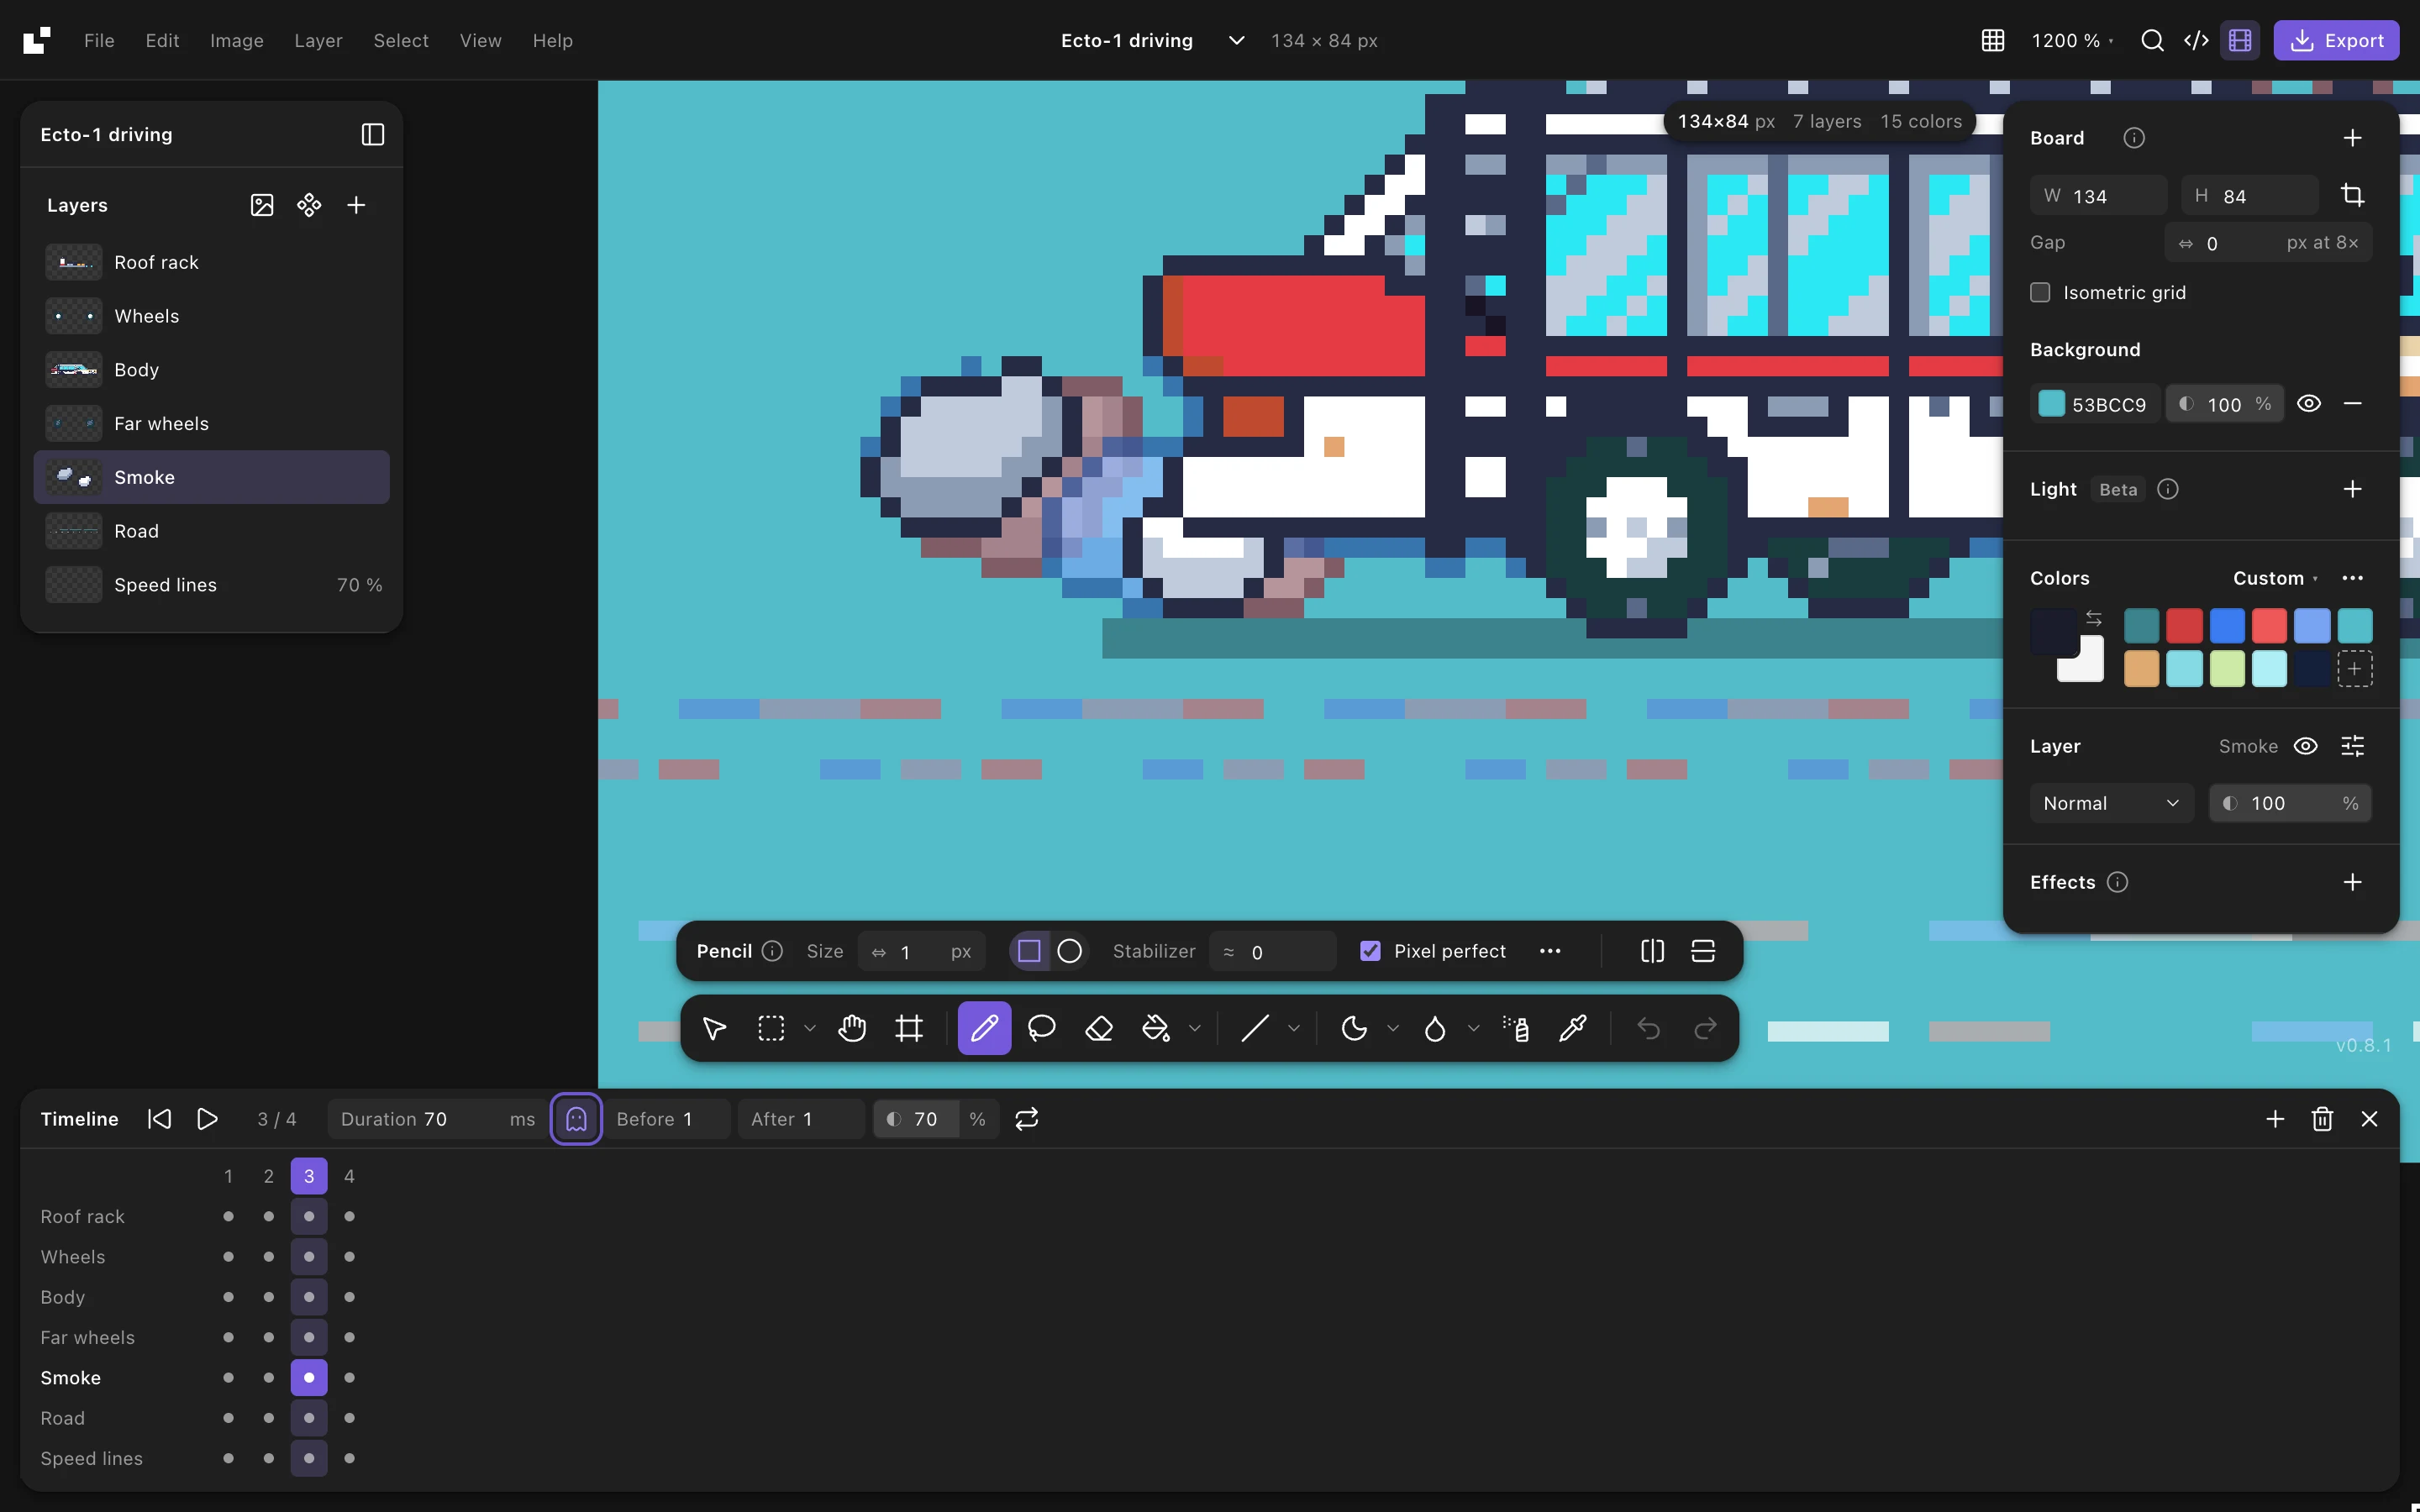 File Edit Image Layer Select View Help
Ecto-1 driving 134 × 84 px
1200 %
Export
Ecto-1 driving
Layers
Roof rack
Wheels
Body
Far wheels
Smoke
Road
Speed lines 70 %
134×84 px 7 layers 15 colors
Board
W 134 H 84
Gap 0 px at 8×
Isometric grid
Background
53BCC9 100 %
Light Beta
Colors Custom
Layer Smoke
Normal 100 %
Effects
Pencil Size 1 px Stabilizer 0 Pixel perfect
v0.8.1
Timeline 3 / 4 Duration 70 ms Before 1 After 1 70 %
1 2 3 4
Roof rack
Wheels
Body
Far wheels
Smoke
Road
Speed lines